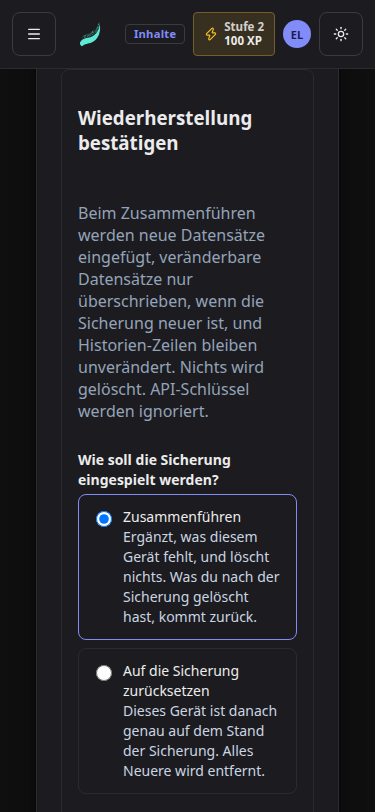 Inhalte
Stufe 2
100 XP
EL
Wiederherstellung
bestätigen
Beim Zusammenführen
werden neue Datensätze
eingefügt, veränderbare
Datensätze nur
überschrieben, wenn die
Sicherung neuer ist, und
Historien-Zeilen bleiben
unverändert. Nichts wird
gelöscht. API-Schlüssel
werden ignoriert.
Wie soll die Sicherung
eingespielt werden?
Zusammenführen
Ergänzt, was diesem
Gerät fehlt, und löscht
nichts. Was du nach der
Sicherung gelöscht
hast, kommt zurück.
Auf die Sicherung
zurücksetzen
Dieses Gerät ist danach
genau auf dem Stand
der Sicherung. Alles
Neuere wird entfernt.